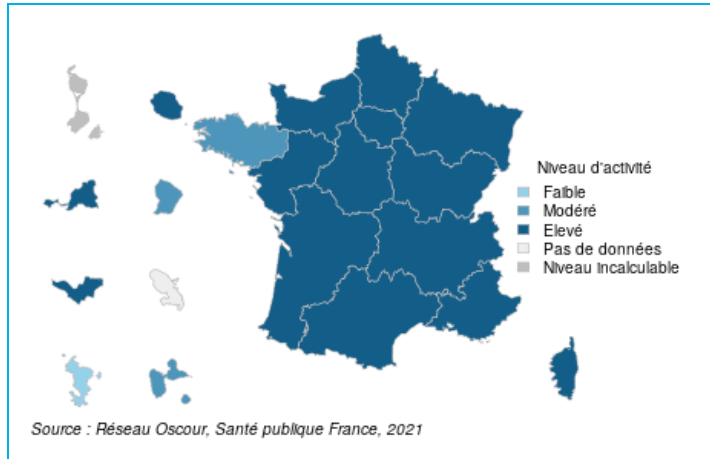 Niveau d'activité
Faible
Modéré
Elevé
Pas de données
Niveau incalculable
Source : Réseau Oscour, Santé publique France, 2021